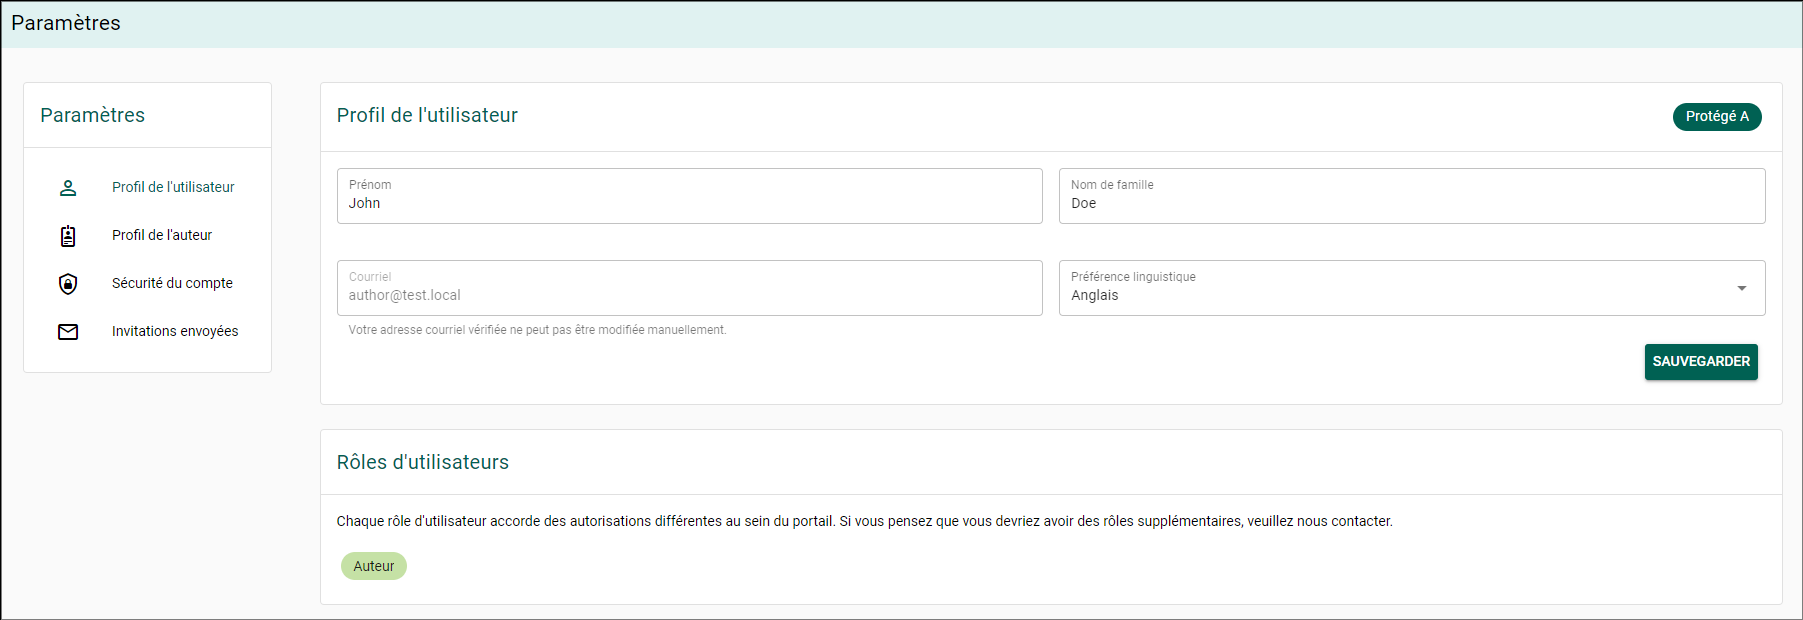 Paramètres
Paramètres
Profil de l'utilisateur
Profil de l'auteur
Sécurité du compte
Invitations envoyées
Profil de l'utilisateur
Protégé A
Prénom
John
Nom de famille
Doe
Courriel
author@test.local
Votre adresse courriel vérifiée ne peut pas être modifiée manuellement.
Préférence linguistique
Anglais
SAUVEGARDER
Rôles d'utilisateurs
Chaque rôle d'utilisateur accorde des autorisations différentes au sein du portail. Si vous pensez que vous devriez avoir des rôles supplémentaires, veuillez nous contacter.
Auteur